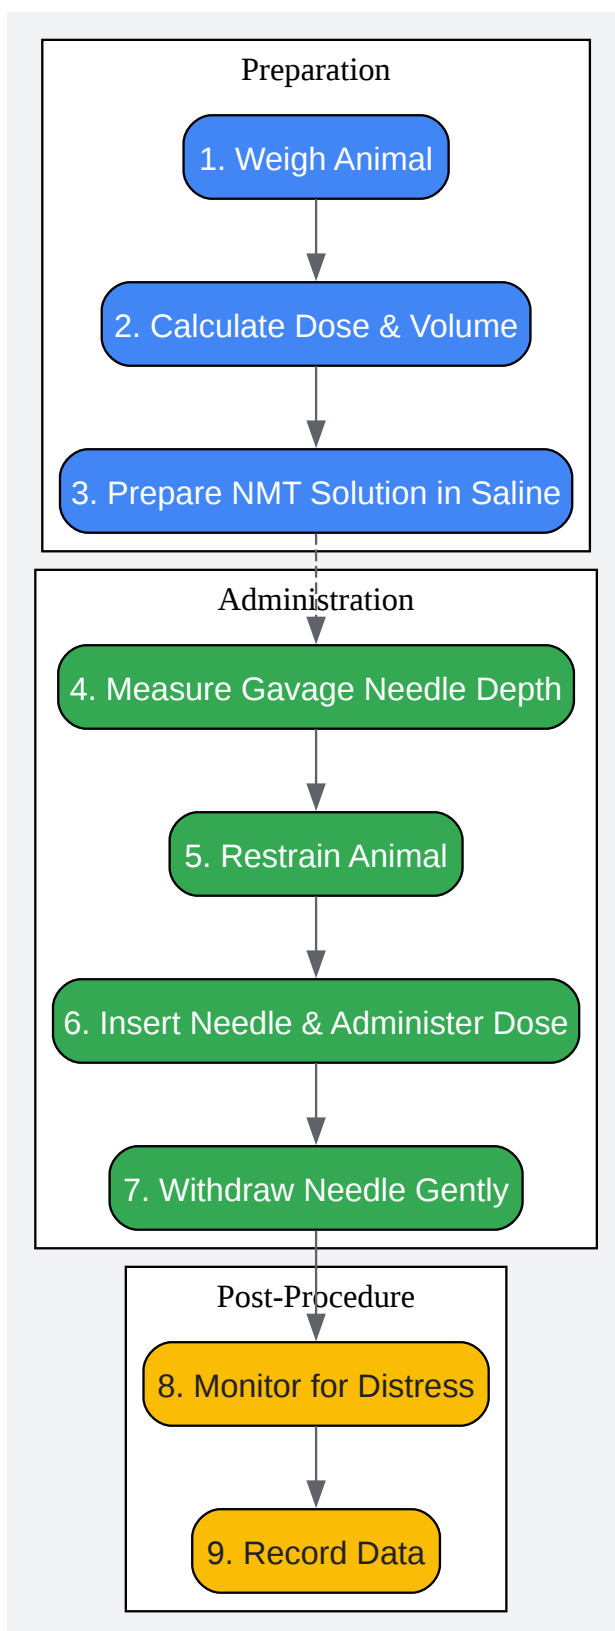 Preparation
1. Weigh Animal
2. Calculate Dose & Volume
3. Prepare NMT Solution in Saline
Administration
4. Measure Gavage Needle Depth
5. Restrain Animal
6. Insert Needle & Administer Dose
7. Withdraw Needle Gently
Post-Procedure
8. Monitor for Distress
9. Record Data